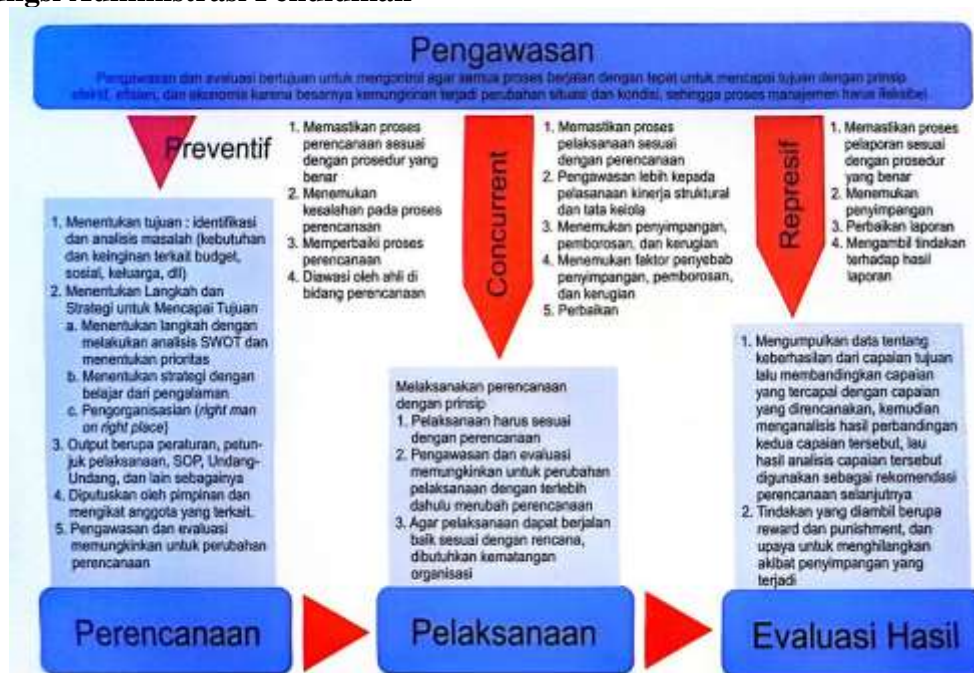 Pengawasan
Pengawasan dan evaluasi bertujuan untuk mengontrol agar semua proses berjalan dengan tepat untuk mencapai tujuan dengan prinsip
efektif, efisien, dan ekonomis karena besarnya kemungkinan terjadi perubahan situasi dan kondisi, sehingga proses manajemen harus fleksibel.
Preventif
1. Memastikan proses
perencanaan sesuai
dengan prosedur yang
benar
2. Menemukan
kesalahan pada proses
perencanaan
3. Memperbaiki proses
perencanaan
4. Diawasi oleh ahli di
bidang perencanaan
Concurrent
1. Memastikan proses
pelaksanaan sesuai
dengan perencanaan
2. Pengawasan lebih kepada
pelasanaan kinerja struktural
dan tata kelola
3. Menemukan penyimpangan,
pemborosan, dan kerugian
4. Menemukan faktor penyebab
penyimpangan, pemborosan,
dan kerugian
5. Perbaikan
Represif
1. Memastikan proses
pelaporan sesuai
dengan prosedur
yang benar
2. Menemukan
penyimpangan
3. Perbaikan laporan
4. Mengambil tindakan
terhadap hasil
laporan
1. Menentukan tujuan : identifikasi
dan analisis masalah (kebutuhan
dan keinginan terkait budget,
sosial, keluarga, dll)
2. Menentukan Langkah dan
Strategi untuk Mencapai Tujuan
a. Menentukan langkah dengan
melakukan analisis SWOT dan
menentukan prioritas
b. Menentukan strategi dengan
belajar dari pengalaman
c. Pengorganisasian (right man
on right place)
3. Output berupa peraturan, petun-
juk pelaksanaan, SOP, Undang-
Undang, dan lain sebagainya
4. Diputuskan oleh pimpinan dan
mengikat anggota yang terkait.
5. Pengawasan dan evaluasi
memungkinkan untuk perubahan
perencanaan
Melaksanakan perencanaan
dengan prinsip
1. Pelaksanaan harus sesuai
dengan perencanaan
2. Pengawasan dan evaluasi
memungkinkan untuk perubahan
pelaksanaan dengan terlebih
dahulu merubah perencanaan
3. Agar pelaksanaan dapat berjalan
baik sesuai dengan rencana,
dibutuhkan kematangan
organisasi
1. Mengumpulkan data tentang
keberhasilan dari capaian tujuan
lalu membandingkan capaian
yang tercapai dengan capaian
yang direncanakan, kemudian
menganalisis hasil perbandingan
kedua capaian tersebut, lau
hasil analisis capaian tersebut
digunakan sebagai rekomendasi
perencanaan selanjutnya
2. Tindakan yang diambil berupa
reward dan punishment, dan
upaya untuk menghilangkan
akibat penyimpangan yang
terjadi
Perencanaan
Pelaksanaan
Evaluasi Hasil